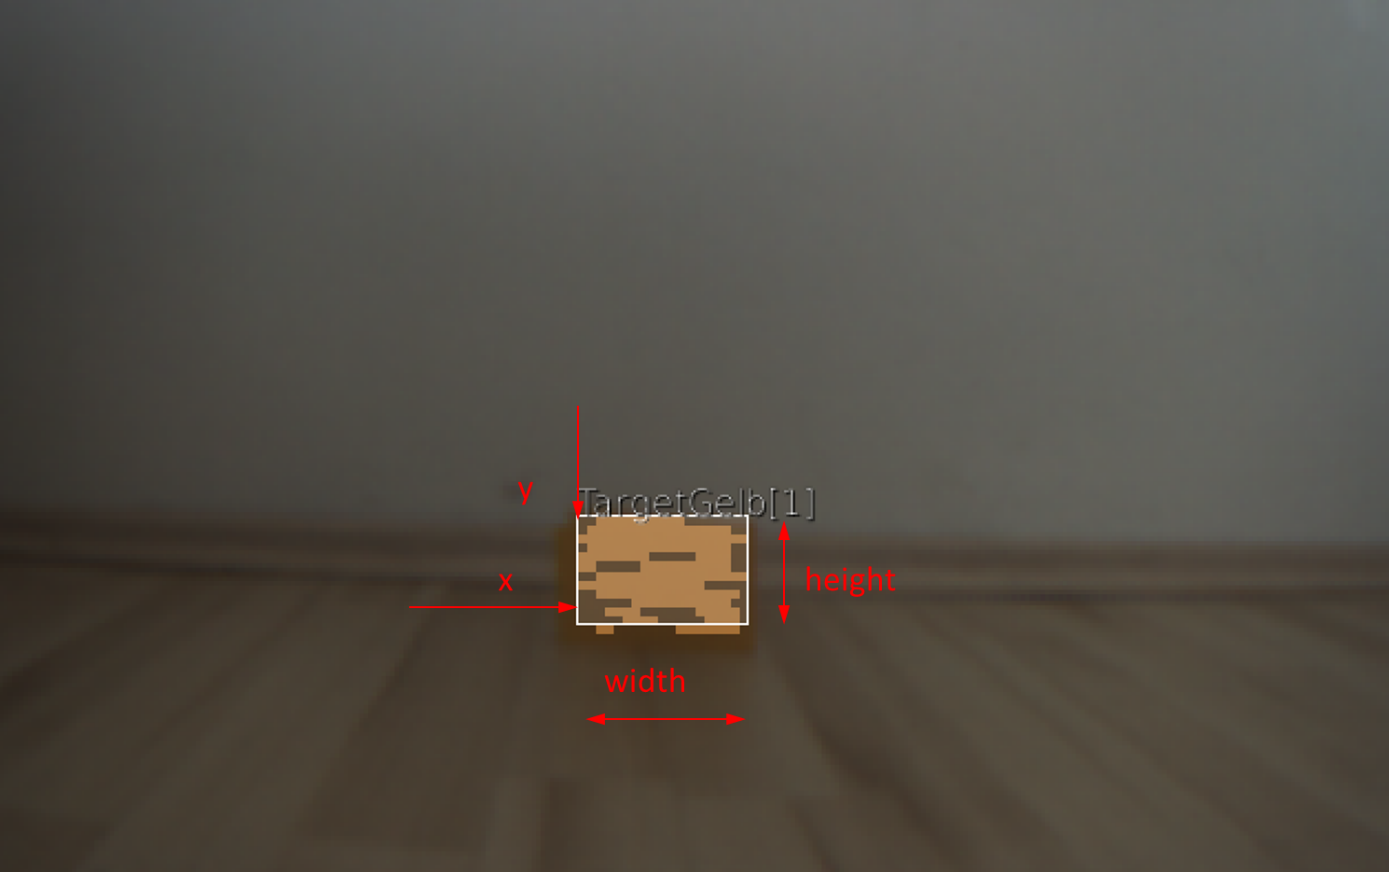 y
TargetGelb[1]
x
height
width